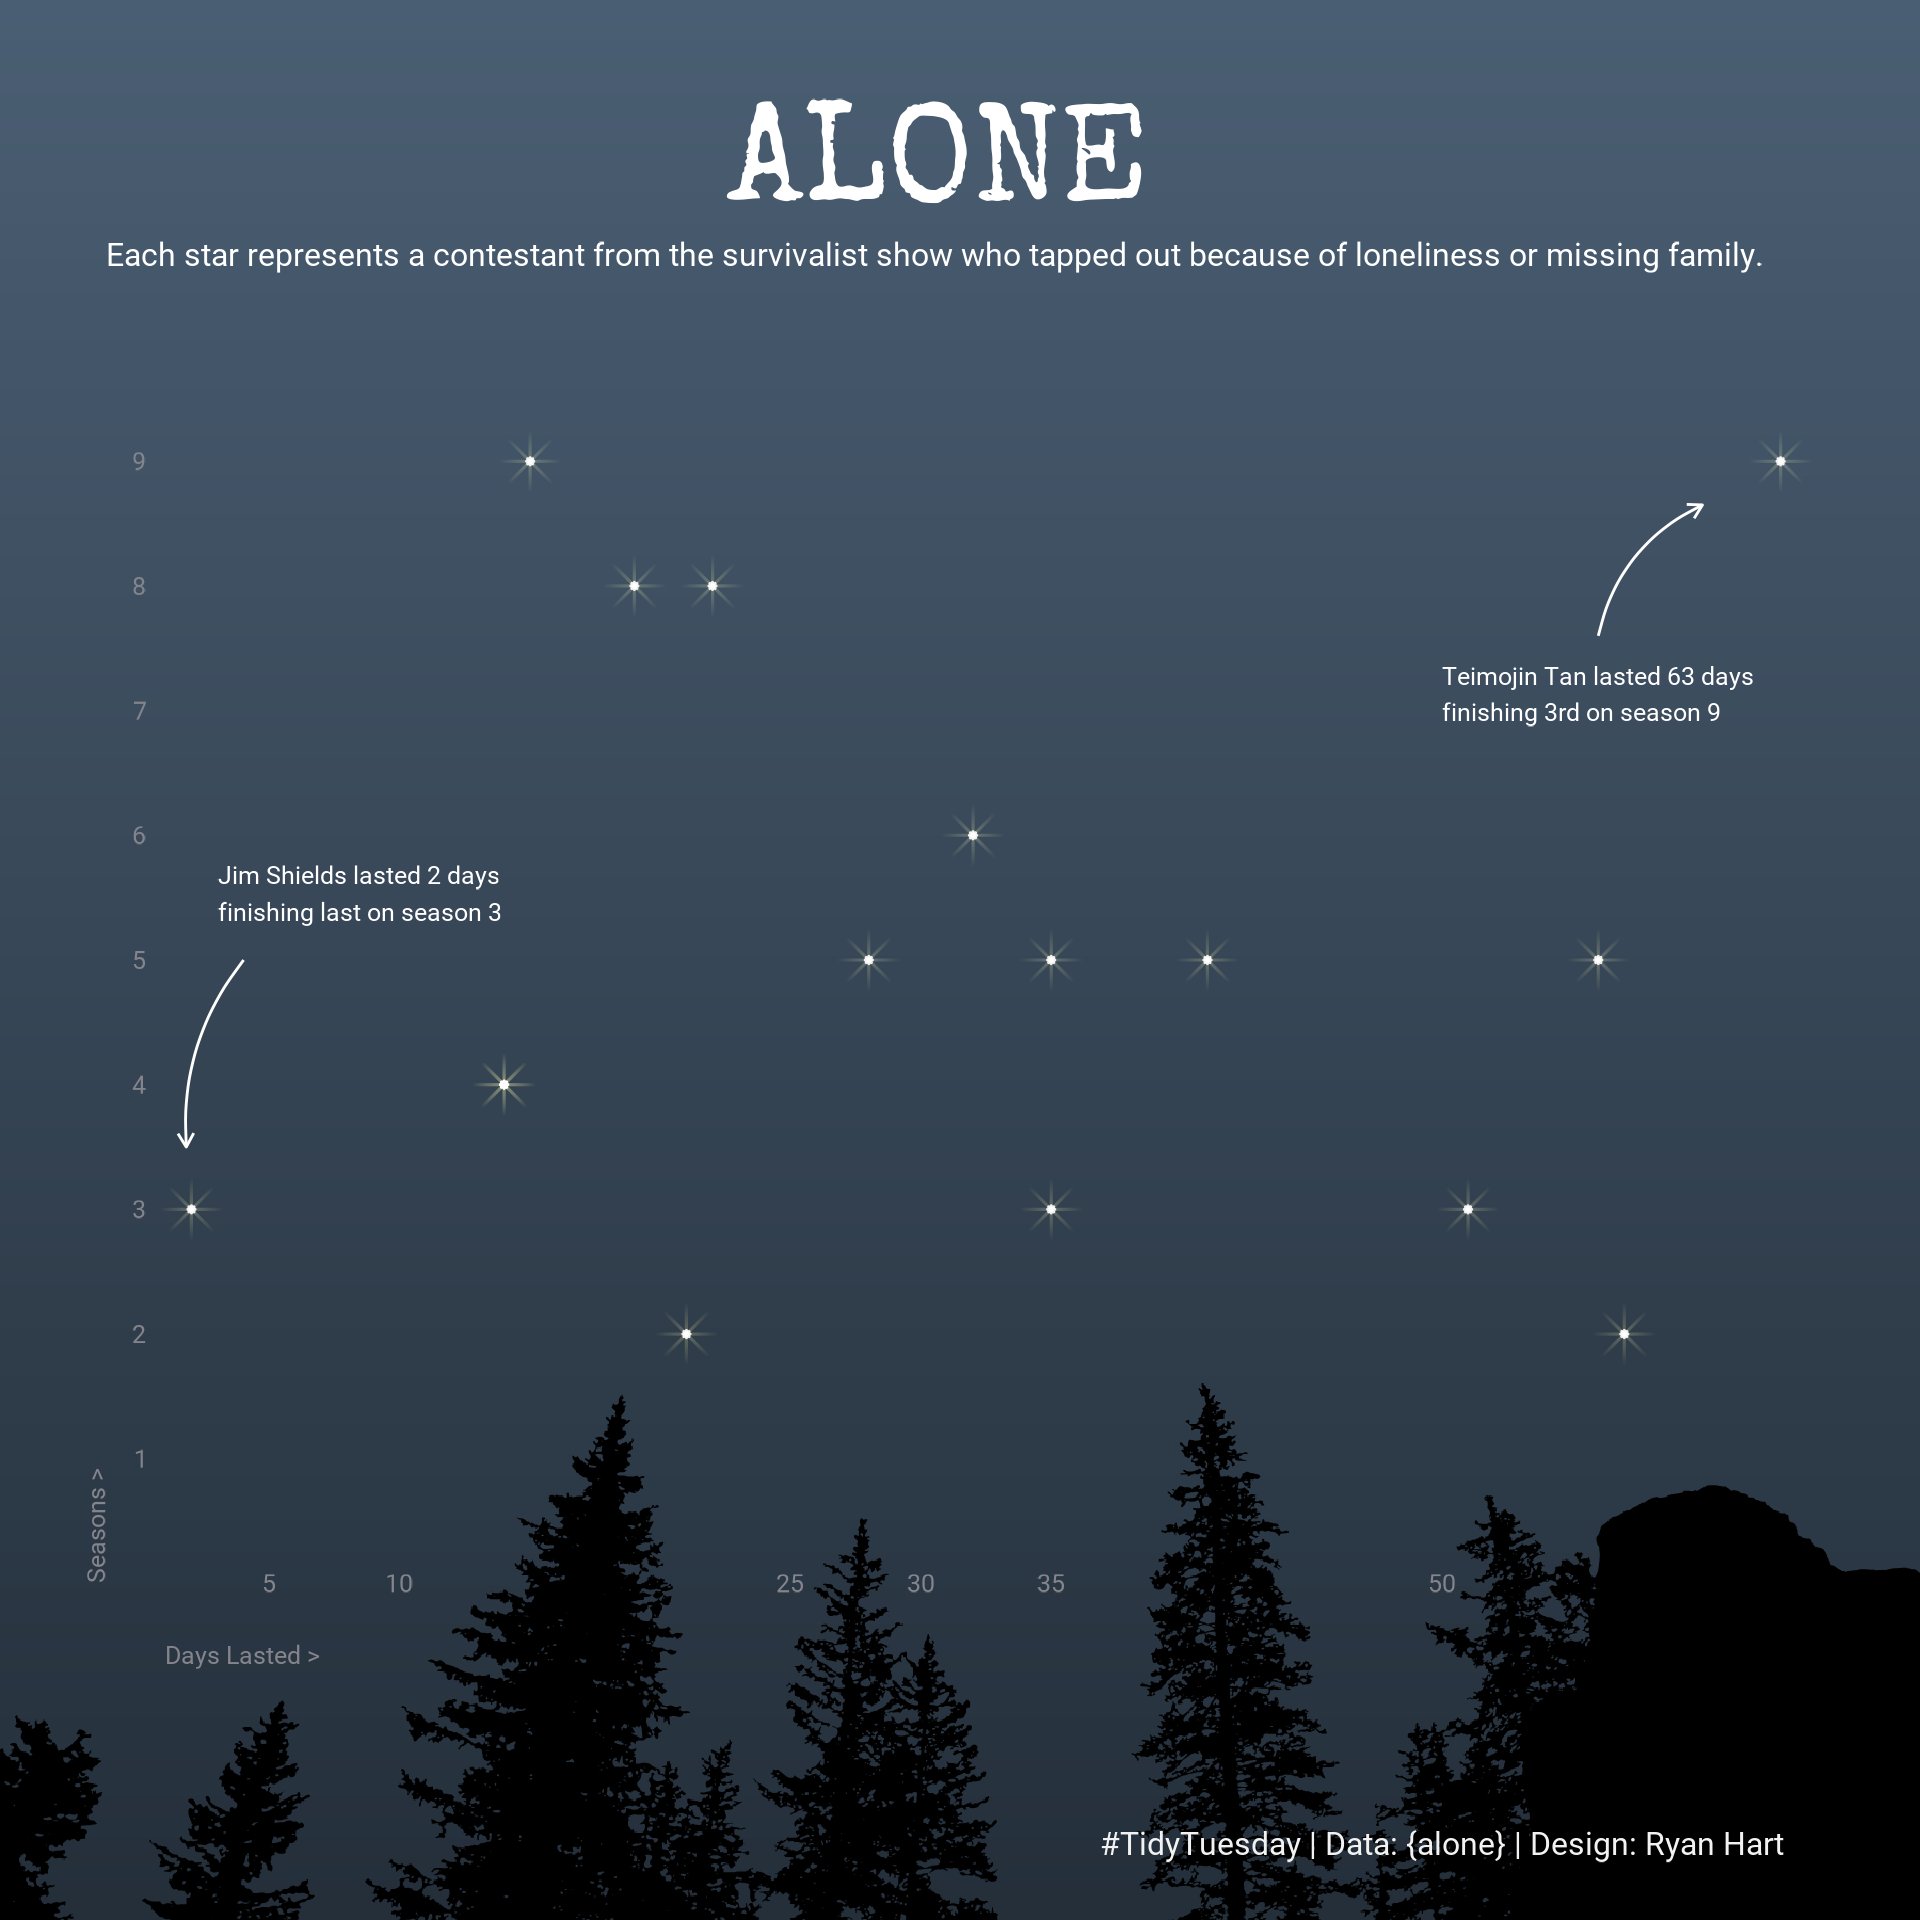 ALONE
Each star represents a contestant from the survivalist show who tapped out because of loneliness or missing family.
9
8
7
Teimojin Tan lasted 63 days
finishing 3rd on season 9
6
Jim Shields lasted 2 days
finishing last on season 3
5
4
3
2
1
Seasons >
5 10 25 30 35 50
Days Lasted >
#TidyTuesday | Data: {alone} | Design: Ryan Hart